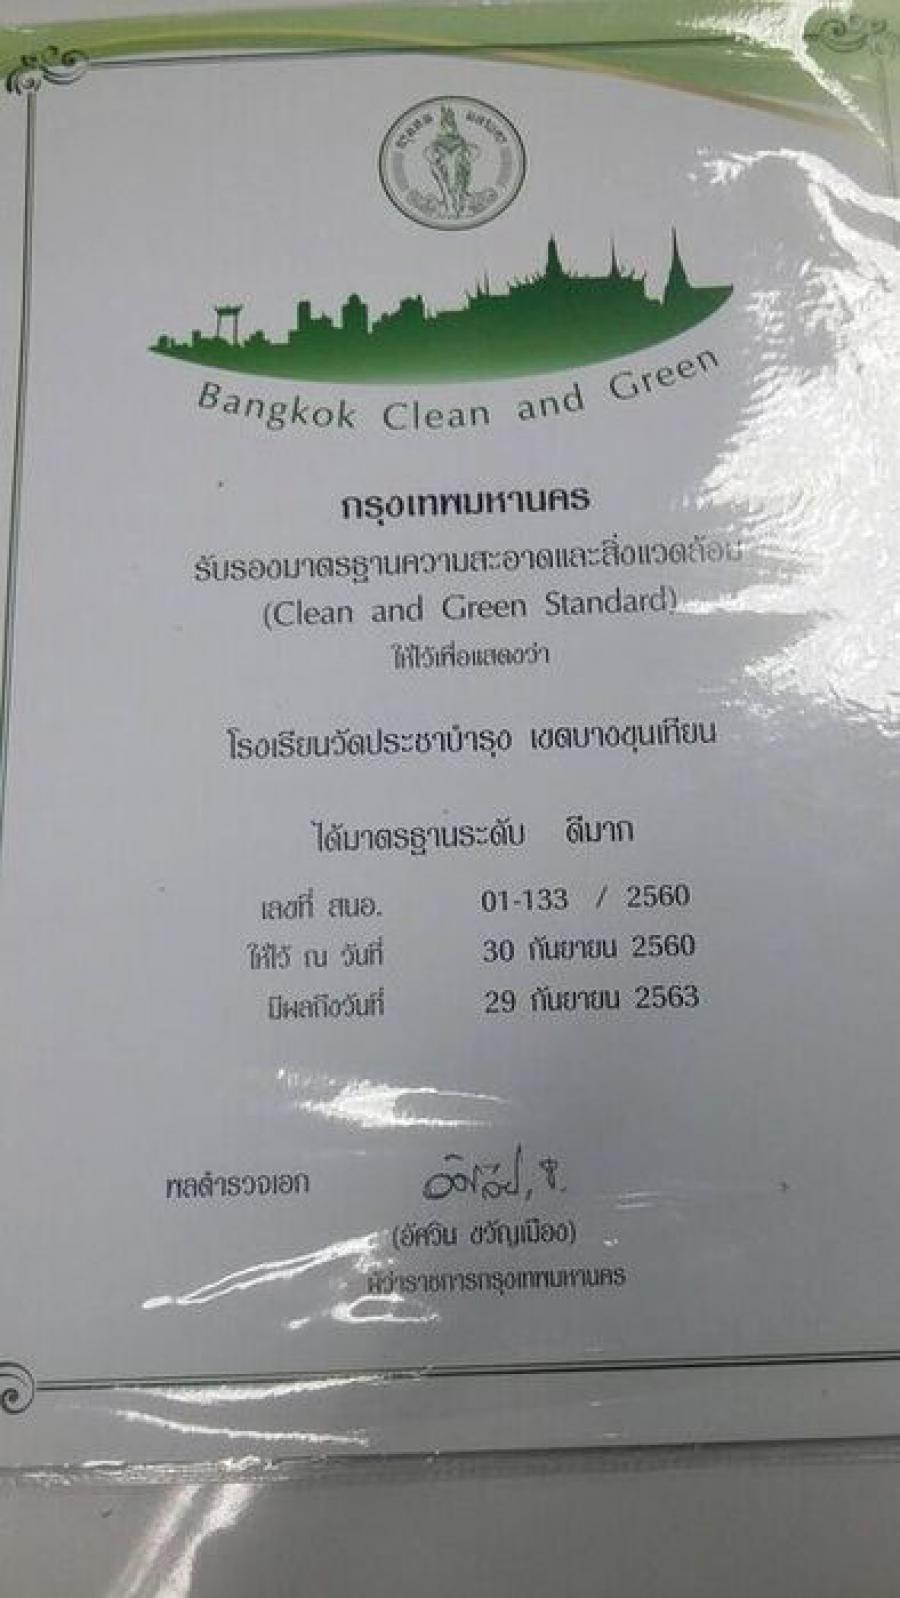 Bangkok Clean and Green
กรุงเทพมหานคร
รับรองมาตรฐานความสะอาดและสิ่งแวดล้อม
(Clean and Green Standard)
ให้ไว้เพื่อแสดงว่า
โรงเรียนวัดประชาบำรุง เขตบางขุนเทียน
ได้มาตรฐานระดับ ดีมาก
เลขที่ สนอ. 01-133 / 2560
ให้ไว้ ณ วันที่ 30 กันยายน 2560
มีผลถึงวันที่ 29 กันยายน 2563
พลตำรวจเอก
(อัศวิน ขวัญเมือง)
ผู้ว่าราชการกรุงเทพมหานคร